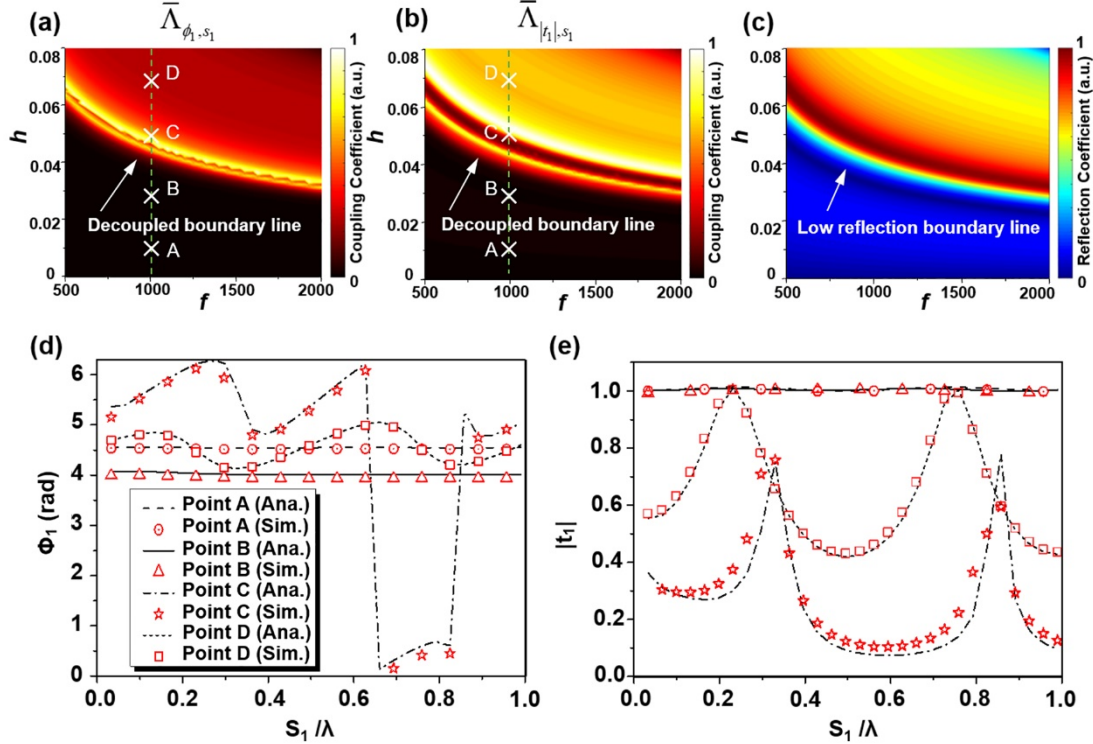 (a)
Λ̄ϕ₁,s₁
h
0.08
0.06
0.04
0.02
0
D
C
B
A
Decoupled boundary line
500
1000
1500
2000
f
1
Coupling Coefficient (a.u.)
0
(b)
Λ̄|t₁|,s₁
h
0.08
0.06
0.04
0.02
0
D
C
B
A
Decoupled boundary line
500
1000
1500
2000
f
1
Coupling Coefficient (a.u.)
0
(c)
h
0.08
0.06
0.04
0.02
0
Low reflection boundary line
500
1000
1500
2000
f
1
Reflection Coefficient (a.u.)
0
(d)
Φ₁ (rad)
6
5
4
3
2
1
0
Point A (Ana.)
Point A (Sim.)
Point B (Ana.)
Point B (Sim.)
Point C (Ana.)
Point C (Sim.)
Point D (Ana.)
Point D (Sim.)
0.0
0.2
0.4
0.6
0.8
1.0
S₁/λ
(e)
|t₁|
1.0
0.8
0.6
0.4
0.2
0.0
0.0
0.2
0.4
0.6
0.8
1.0
S₁/λ